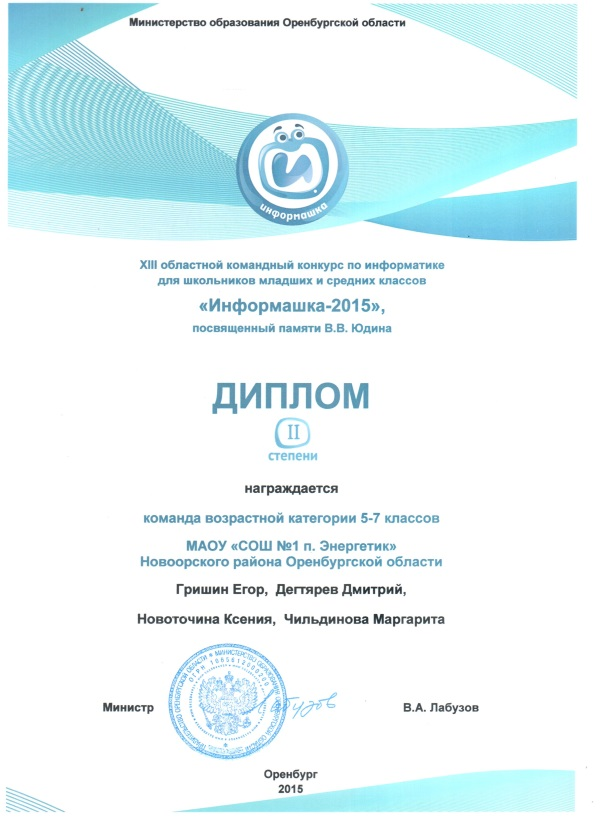 Министерство образования Оренбургской области
информашка
XIII областной командный конкурс по информатике
для школьников младших и средних классов
«Информашка-2015»,
посвященный памяти В.В. Юдина
ДИПЛОМ
II
степени
награждается
команда возрастной категории 5-7 классов
МАОУ «СОШ №1 п. Энергетик»
Новоорского района Оренбургской области
Гришин Егор, Дегтярев Дмитрий,
Новоточина Ксения, Чильдинова Маргарита
Министр
В.А. Лабузов
Оренбург
2015